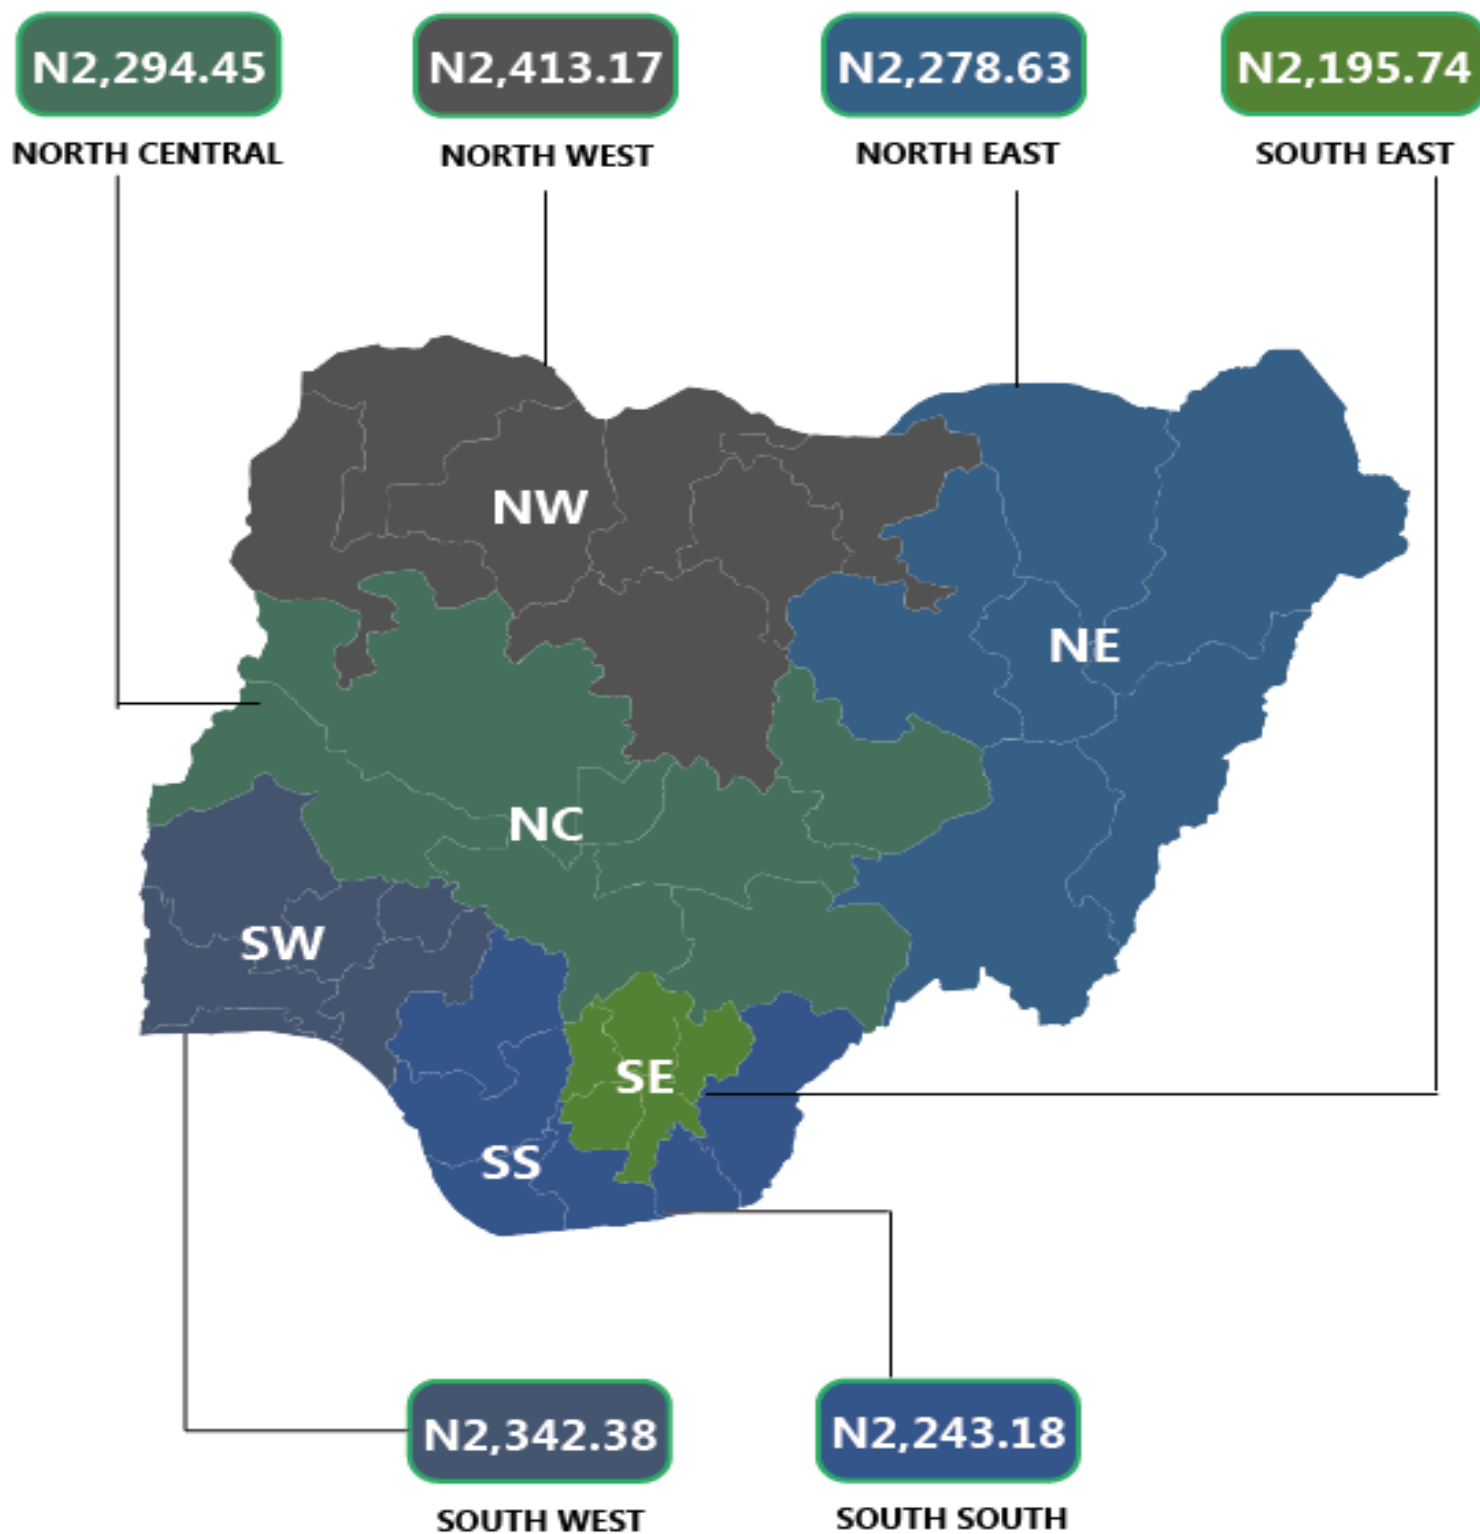 N2,294.45
NORTH CENTRAL
N2,413.17
NORTH WEST
N2,278.63
NORTH EAST
N2,195.74
SOUTH EAST
NW
NE
NC
SW
SE
SS
N2,342.38
SOUTH WEST
N2,243.18
SOUTH SOUTH